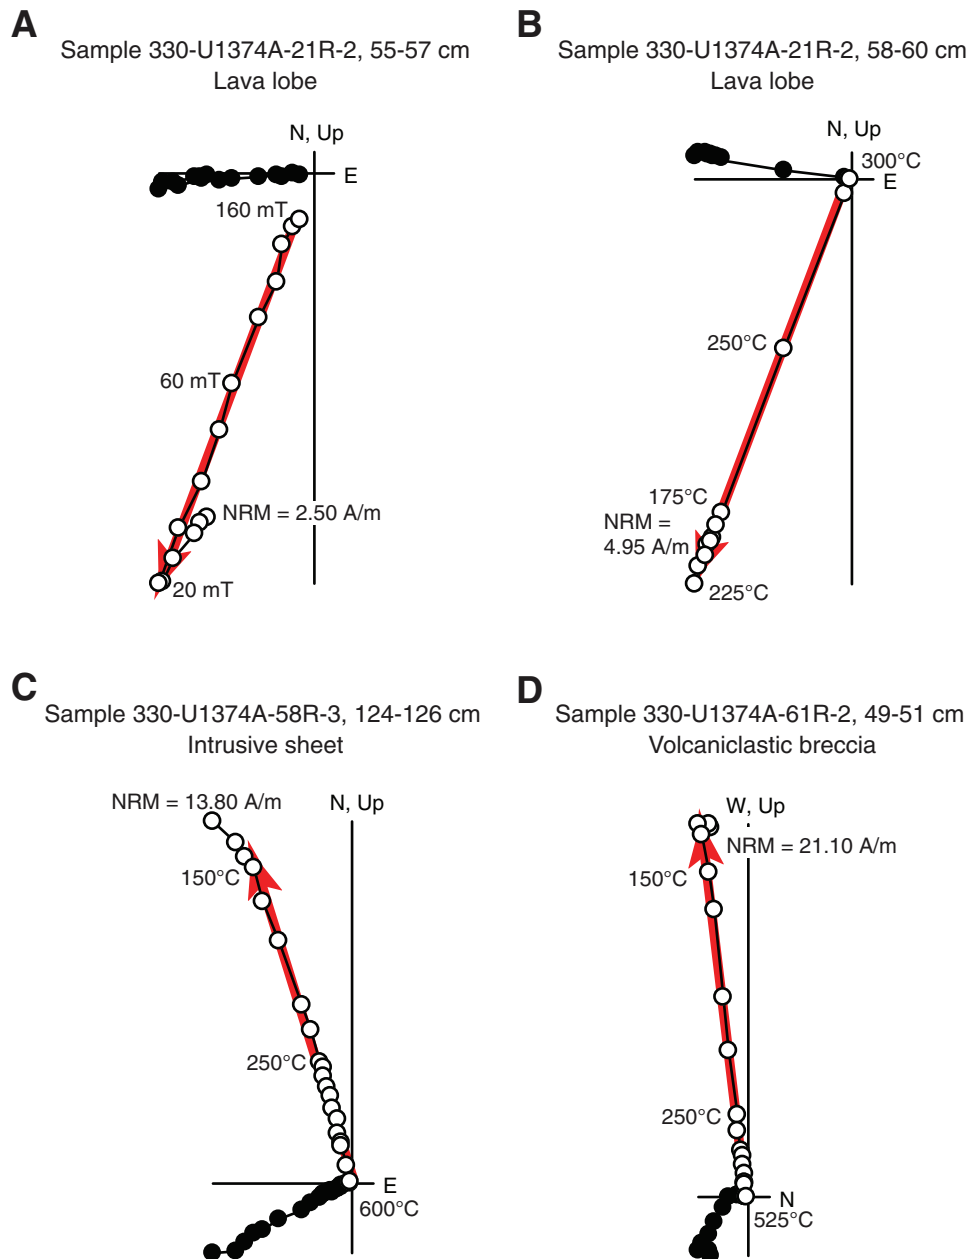 A
Sample 330-U1374A-21R-2, 55-57 cm
Lava lobe
N, Up
E
160 mT
60 mT
NRM = 2.50 A/m
20 mT
B
Sample 330-U1374A-21R-2, 58-60 cm
Lava lobe
N, Up
300°C
E
250°C
175°C
NRM =
4.95 A/m
225°C
C
Sample 330-U1374A-58R-3, 124-126 cm
Intrusive sheet
NRM = 13.80 A/m
N, Up
150°C
250°C
E
600°C
D
Sample 330-U1374A-61R-2, 49-51 cm
Volcaniclastic breccia
W, Up
NRM = 21.10 A/m
150°C
250°C
N
525°C